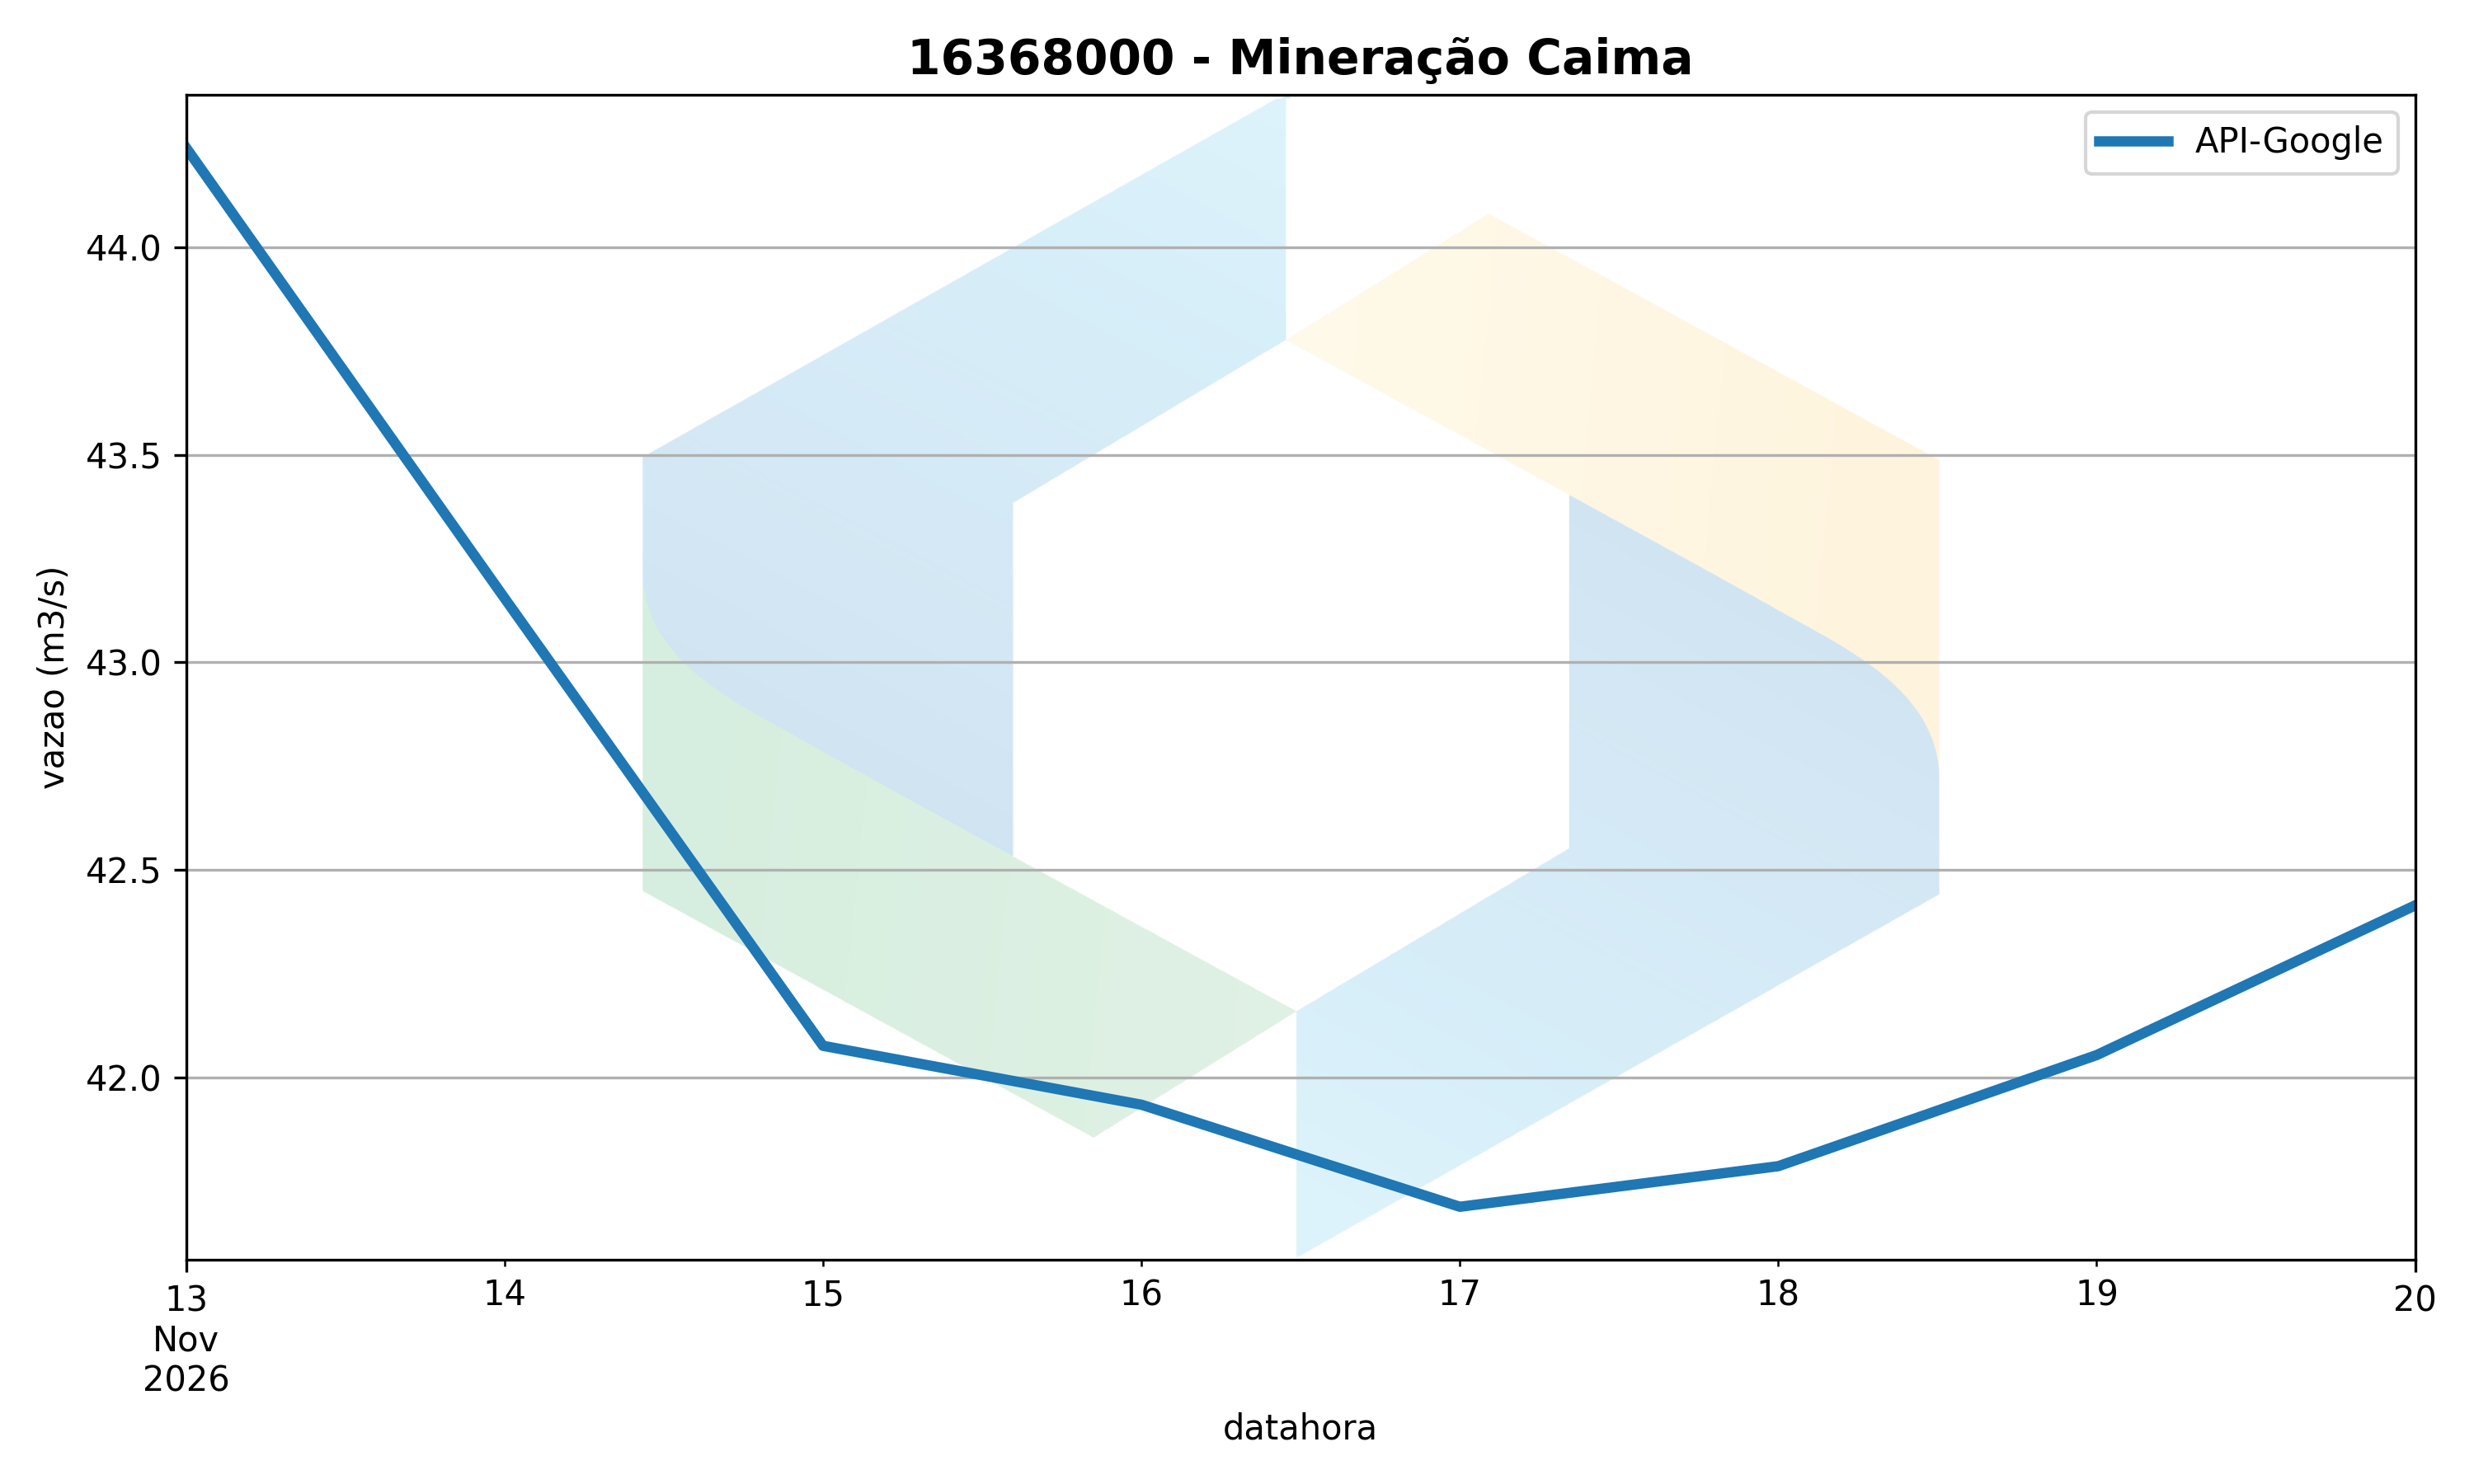 16368000 - Mineração Caima
API-Google
vazao (m3/s)
44.0
43.5
43.0
42.5
42.0
13 14 15 16 17 18 19 20
Nov
2026
datahora